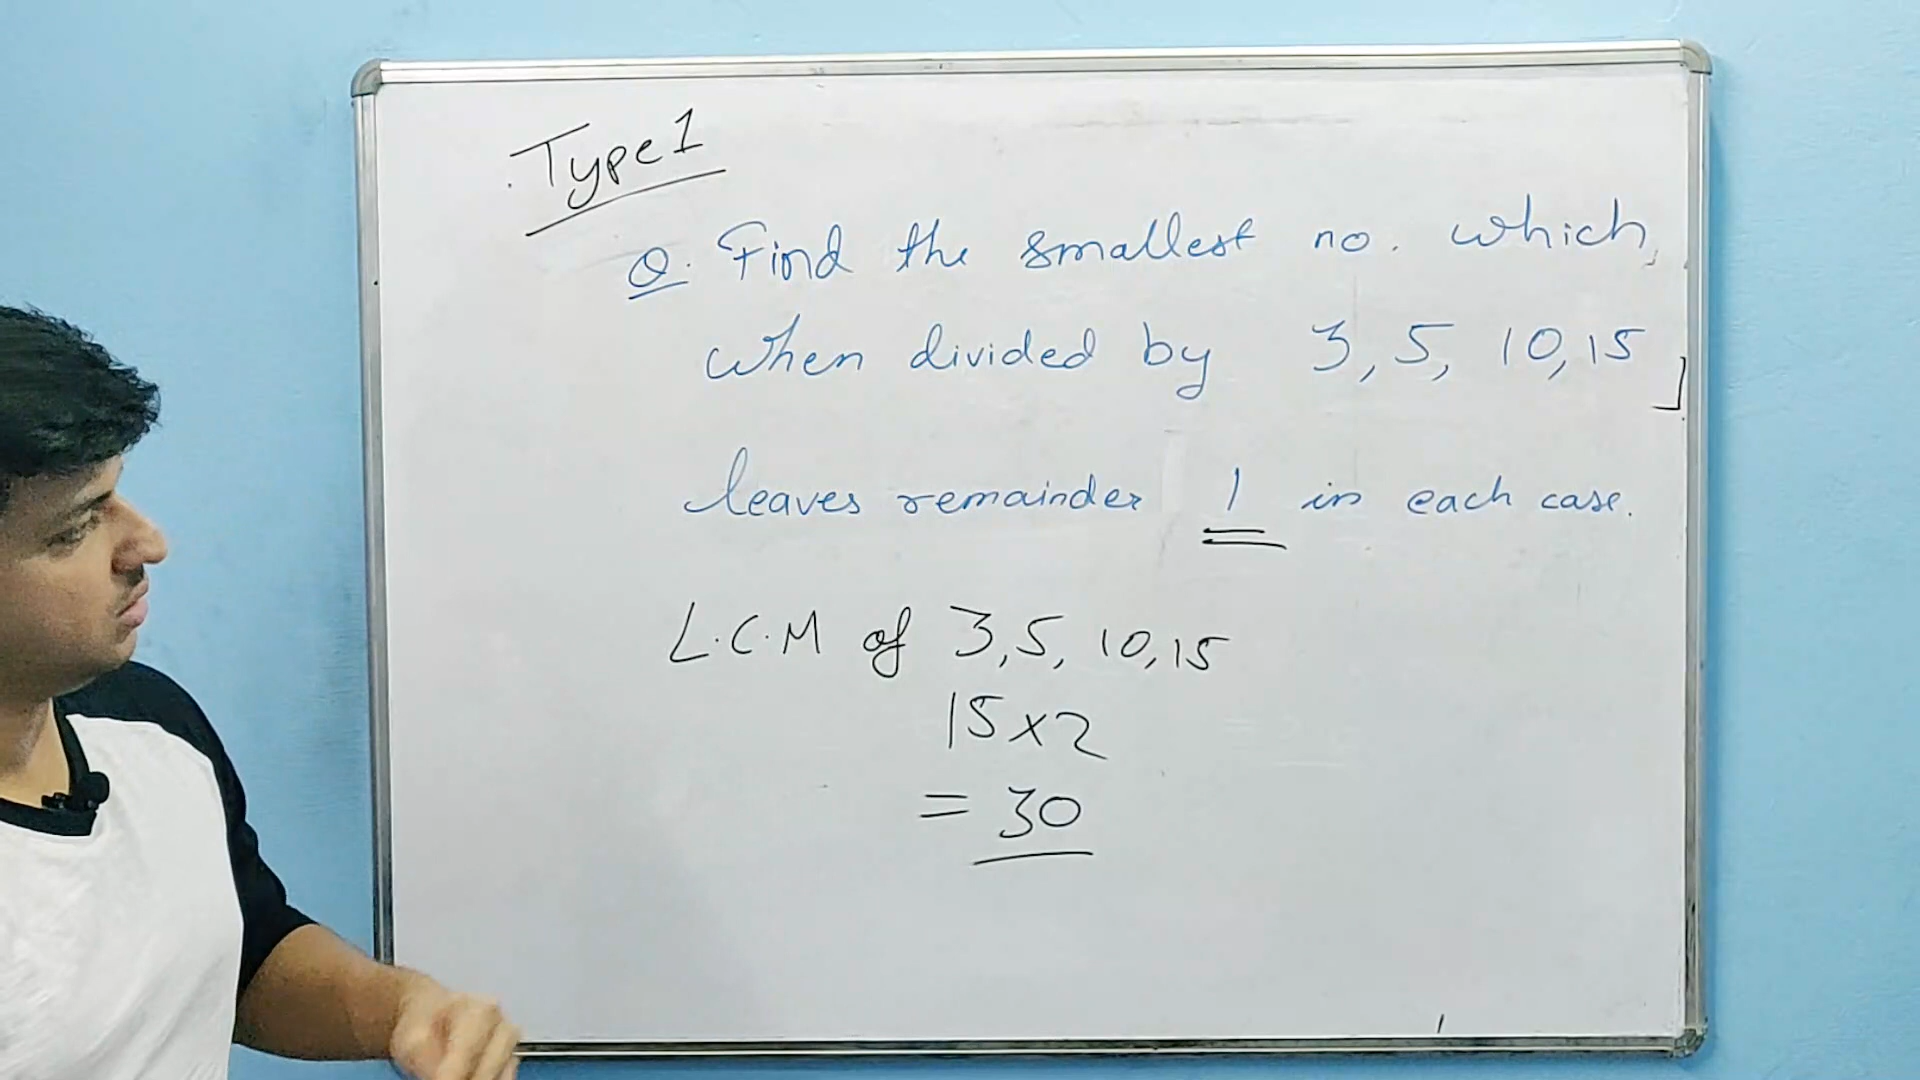 Type 1
Q. Find the smallest no. which,
when divided by 3, 5, 10, 15
leaves remainder 1 in each case.
L.C.M of 3, 5, 10, 15
15 x 2
= 30